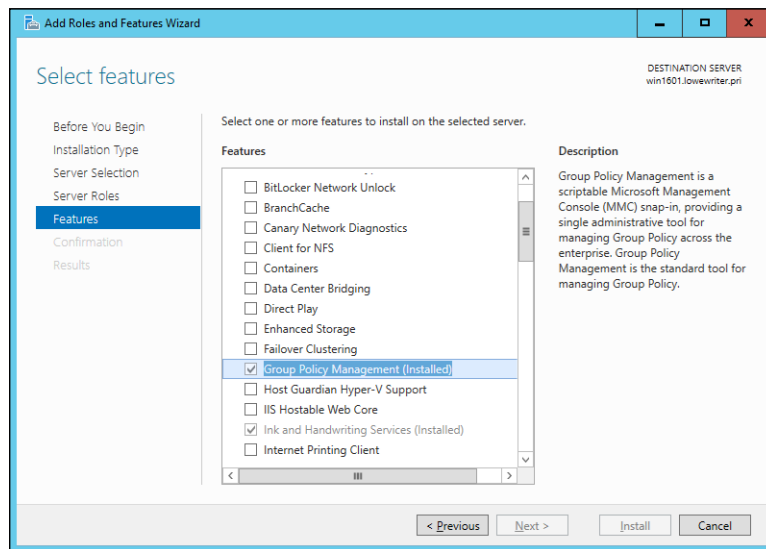 Add Roles and Features Wizard
Select features
DESTINATION SERVER
win1601.lowewriter.pri
Before You Begin
Installation Type
Server Selection
Server Roles
Features
Confirmation
Results
Select one or more features to install on the selected server.
Features
BitLocker Network Unlock
BranchCache
Canary Network Diagnostics
Client for NFS
Containers
Data Center Bridging
Direct Play
Enhanced Storage
Failover Clustering
Group Policy Management (Installed)
Host Guardian Hyper-V Support
IIS Hostable Web Core
Ink and Handwriting Services (Installed)
Internet Printing Client
Description
Group Policy Management is a
scriptable Microsoft Management
Console (MMC) snap-in, providing a
single administrative tool for
managing Group Policy across the
enterprise. Group Policy
Management is the standard tool for
managing Group Policy.
< Previous
Next >
Install
Cancel